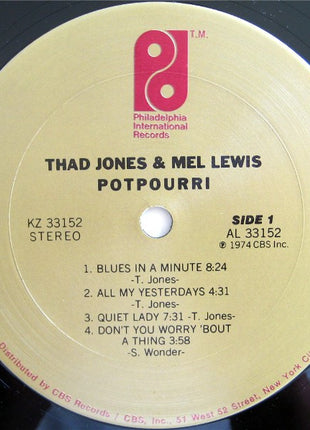 T.M.
Philadelphia
International
Records
THAD JONES & MEL LEWIS
POTPOURRI
KZ 33152
STEREO
SIDE 1
AL 33152
℗ 1974 CBS Inc.
1. BLUES IN A MINUTE 8:24
-T. Jones-
2. ALL MY YESTERDAYS 4:31
-T. Jones-
3. QUIET LADY 7:31 -T. Jones-
4. DON'T YOU WORRY 'BOUT
A THING 3:58
-S. Wonder-
Distributed by CBS Records / CBS, Inc., 51 West 52 Street, New York, City